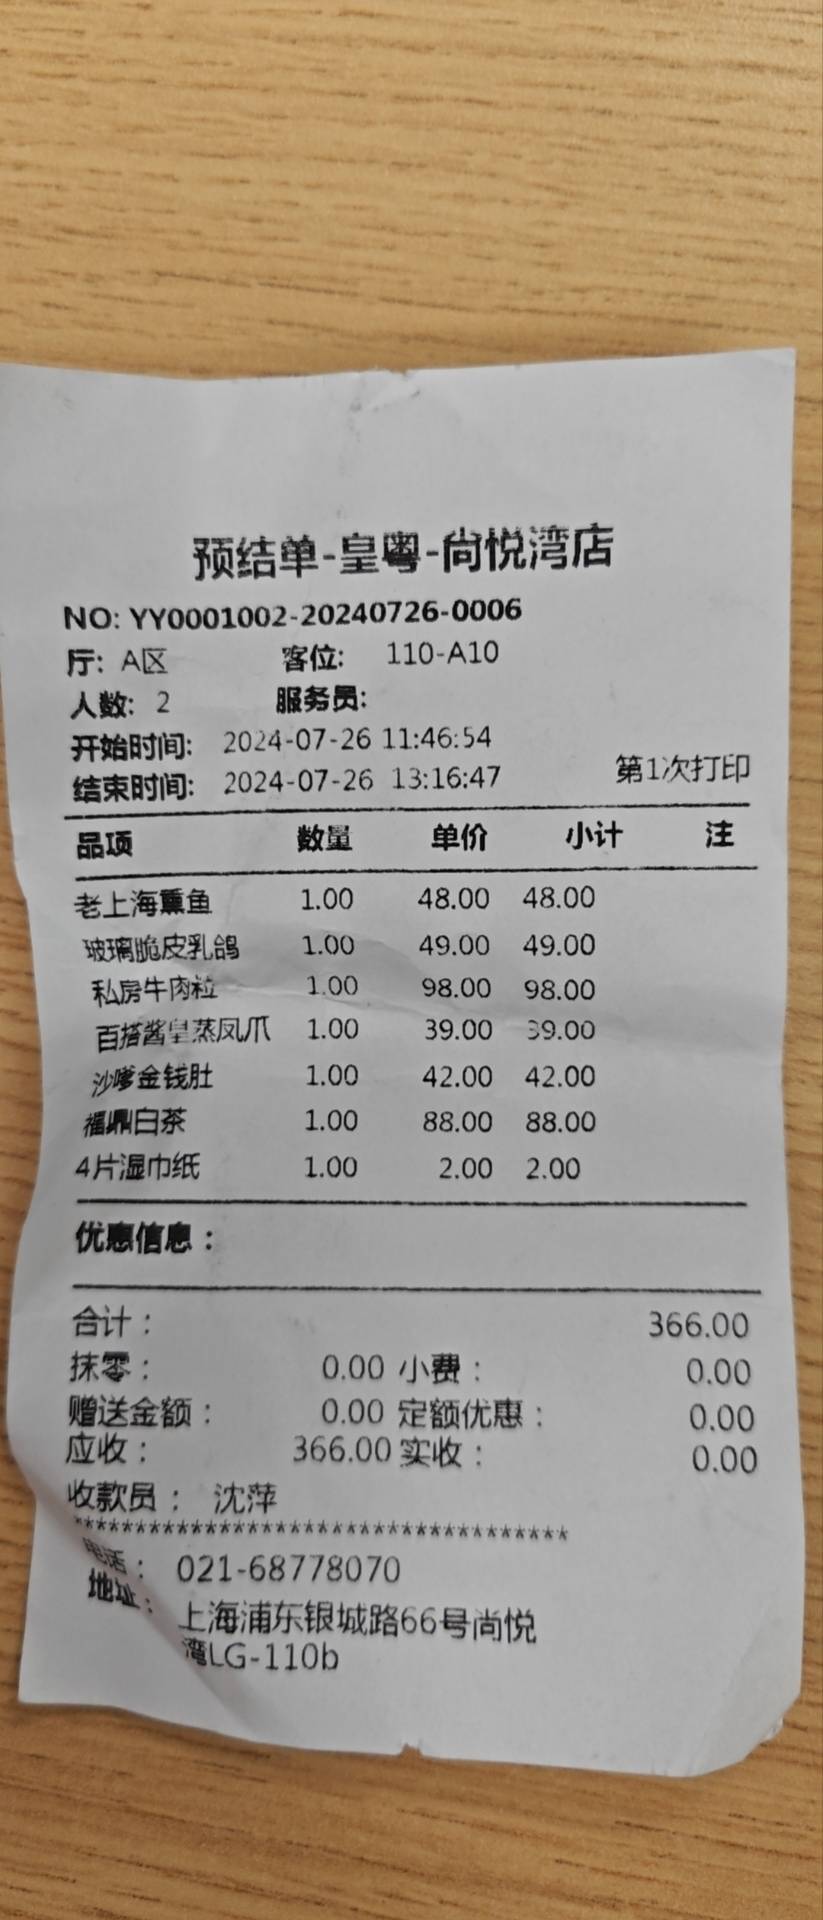 预结单-皇粤-尚悦湾店
NO: YY0001002-20240726-0006
厅: A区 客位: 110-A10
人数: 2 服务员:
开始时间: 2024-07-26 11:46:54
结束时间: 2024-07-26 13:16:47 第1次打印
品项 数量 单价 小计 注
老上海熏鱼 1.00 48.00 48.00
玻璃脆皮乳鸽 1.00 49.00 49.00
私房牛肉粒 1.00 98.00 98.00
百搭酱皇蒸凤爪 1.00 39.00 39.00
沙嗲金钱肚 1.00 42.00 42.00
福鼎白茶 1.00 88.00 88.00
4片湿巾纸 1.00 2.00 2.00
优惠信息：
合计： 366.00
抹零： 0.00 小费： 0.00
赠送金额： 0.00 定额优惠： 0.00
应收： 366.00 实收： 0.00
收款员： 沈萍
**********************************
电话： 021-68778070
地址： 上海浦东银城路66号尚悦
湾LG-110b